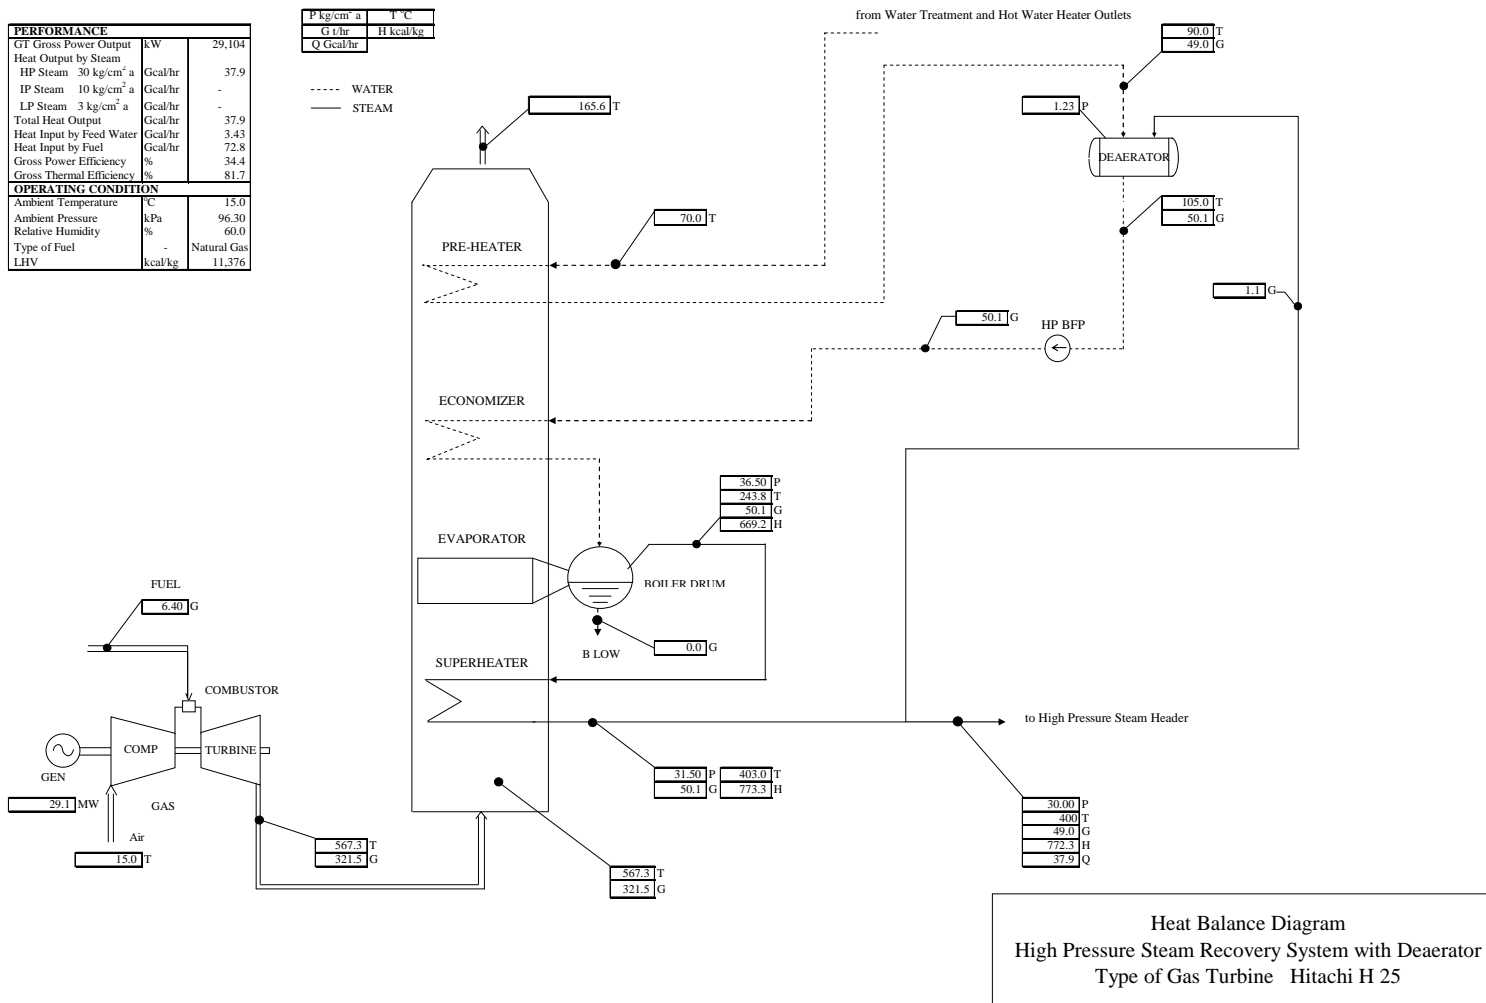 PERFORMANCE
GT Gross Power Output kW 29,104
Heat Output by Steam
HP Steam 30 kg/cm² a Gcal/hr 37.9
IP Steam 10 kg/cm² a Gcal/hr -
LP Steam 3 kg/cm² a Gcal/hr -
Total Heat Output Gcal/hr 37.9
Heat Input by Feed Water Gcal/hr 3.43
Heat Input by Fuel Gcal/hr 72.8
Gross Power Efficiency % 34.4
Gross Thermal Efficiency % 81.7
OPERATING CONDITION
Ambient Temperature °C 15.0
Ambient Pressure kPa 96.30
Relative Humidity % 60.0
Type of Fuel - Natural Gas
LHV kcal/kg 11,376
P kg/cm² a T °C
G t/hr H kcal/kg
Q Gcal/hr
WATER
STEAM
from Water Treatment and Hot Water Heater Outlets
90.0 T
49.0 G
165.6 T
1.23 P
DEAERATOR
105.0 T
50.1 G
70.0 T
PRE-HEATER
1.1 G
50.1 G
HP BFP
ECONOMIZER
36.50 P
243.8 T
50.1 G
669.2 H
EVAPORATOR
BOILER DRUM
0.0 G
B LOW
SUPERHEATER
to High Pressure Steam Header
31.50 P 403.0 T
50.1 G 773.3 H
30.00 P
400 T
49.0 G
772.3 H
37.9 Q
FUEL
6.40 G
COMBUSTOR
COMP
TURBINE
GEN
29.1 MW
GAS
Air
15.0 T
567.3 T
321.5 G
567.3 T
321.5 G
Heat Balance Diagram
High Pressure Steam Recovery System with Deaerator
Type of Gas Turbine Hitachi H 25